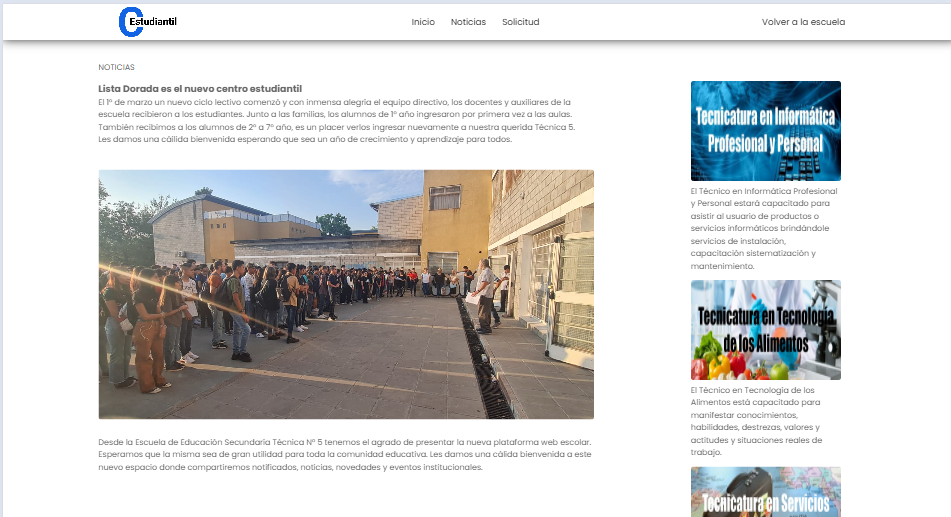 Estudiantil
Inicio Noticias Solicitud
Volver a la escuela
NOTICIAS
Lista Dorada es el nuevo centro estudiantil
El 1° de marzo un nuevo ciclo lectivo comenzó y con inmensa alegria el equipo directivo, los docentes y auxiliares de la
escuela recibieron a los estudiantes. Junto a las familias, los alumnos de 1° año ingresaron por primera vez a las aulas.
También recibimos a los alumnos de 2° a 7° año, es un placer verlos ingresar nuevamente a nuestra querida Técnica 5.
Les damos una cálida bienvenida esperando que sea un año de crecimiento y aprendizaje para todos.
Desde la Escuela de Educación Secundaria Técnica N° 5 tenemos el agrado de presentar la nueva plataforma web escolar.
Esperamos que la misma sea de gran utilidad para toda la comunidad educativa. Les damos una cálida bienvenida a este
nuevo espacio donde compartiremos notificados, noticias, novedades y eventos institucionales.
Tecnicatura en Informática
Profesional y Personal
El Técnico en Informática Profesional
y Personal estará capacitado para
asistir al usuario de productos o
servicios informáticos brindándole
servicios de instalación,
capacitación sistematización y
mantenimiento.
Tecnicatura en Tecnología
de los Alimentos
El Técnico en Tecnología de los
Alimentos está capacitado para
manifestar conocimientos,
habilidades, destrezas, valores y
actitudes y situaciones reales de
trabajo.
Tecnicatura en Servicios